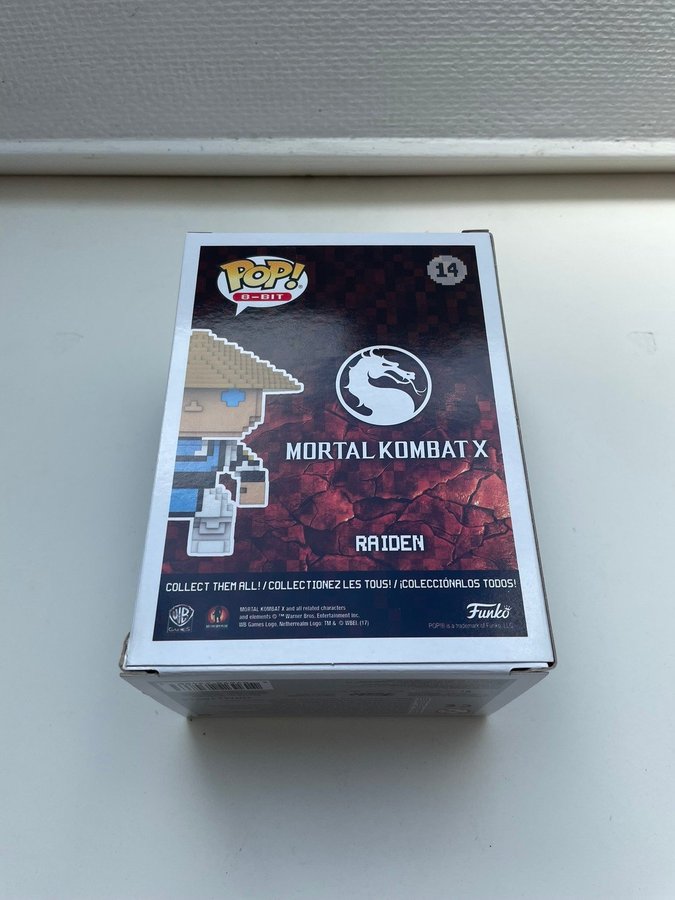 POP!
8-BIT
14
MORTAL KOMBAT X
RAIDEN
COLLECT THEM ALL! / COLLECTIONEZ LES TOUS! / ¡COLECCIÓNALOS TODOS!
WB
GAMES
MORTAL KOMBAT X and all related characters
and elements © ™ Warner Bros. Entertainment Inc.
WB Games Logo, Netherrealm Logo: TM & © WBEI. (17)
Funko
POP!® is a trademark of Funko, LLC